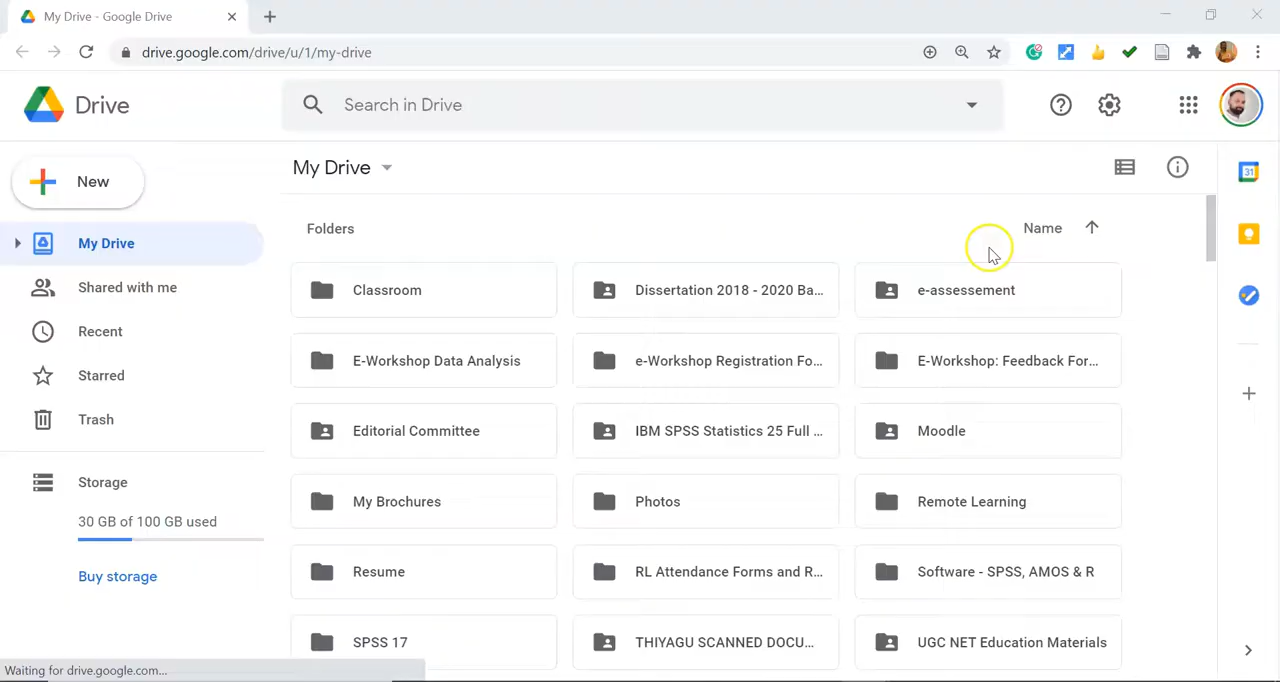 My Drive - Google Drive
drive.google.com/drive/u/1/my-drive
Drive
Search in Drive
New
My Drive
31
My Drive
Shared with me
Recent
Starred
Trash
Storage
30 GB of 100 GB used
Buy storage
Folders
Name
Classroom
Dissertation 2018 - 2020 Ba...
e-assessement
E-Workshop Data Analysis
e-Workshop Registration Fo...
E-Workshop: Feedback For...
Editorial Committee
IBM SPSS Statistics 25 Full ...
Moodle
My Brochures
Photos
Remote Learning
Resume
RL Attendance Forms and R...
Software - SPSS, AMOS & R
SPSS 17
THIYAGU SCANNED DOCU...
UGC NET Education Materials
Waiting for drive.google.com...